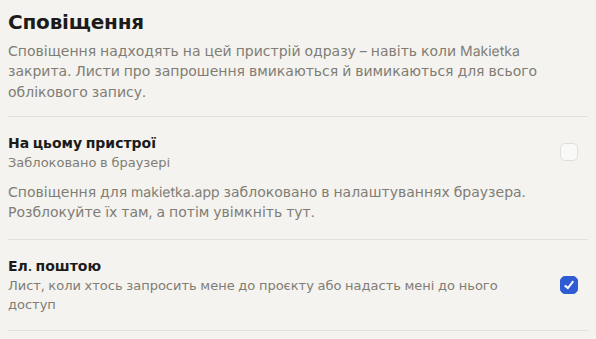 Сповіщення
Сповіщення надходять на цей пристрій одразу – навіть коли Makietka
закрита. Листи про запрошення вмикаються й вимикаються для всього
облікового запису.
На цьому пристрої
Заблоковано в браузері
Сповіщення для makietka.app заблоковано в налаштуваннях браузера.
Розблокуйте їх там, а потім увімкніть тут.
Ел. поштою
Лист, коли хтось запросить мене до проєкту або надасть мені до нього
доступ